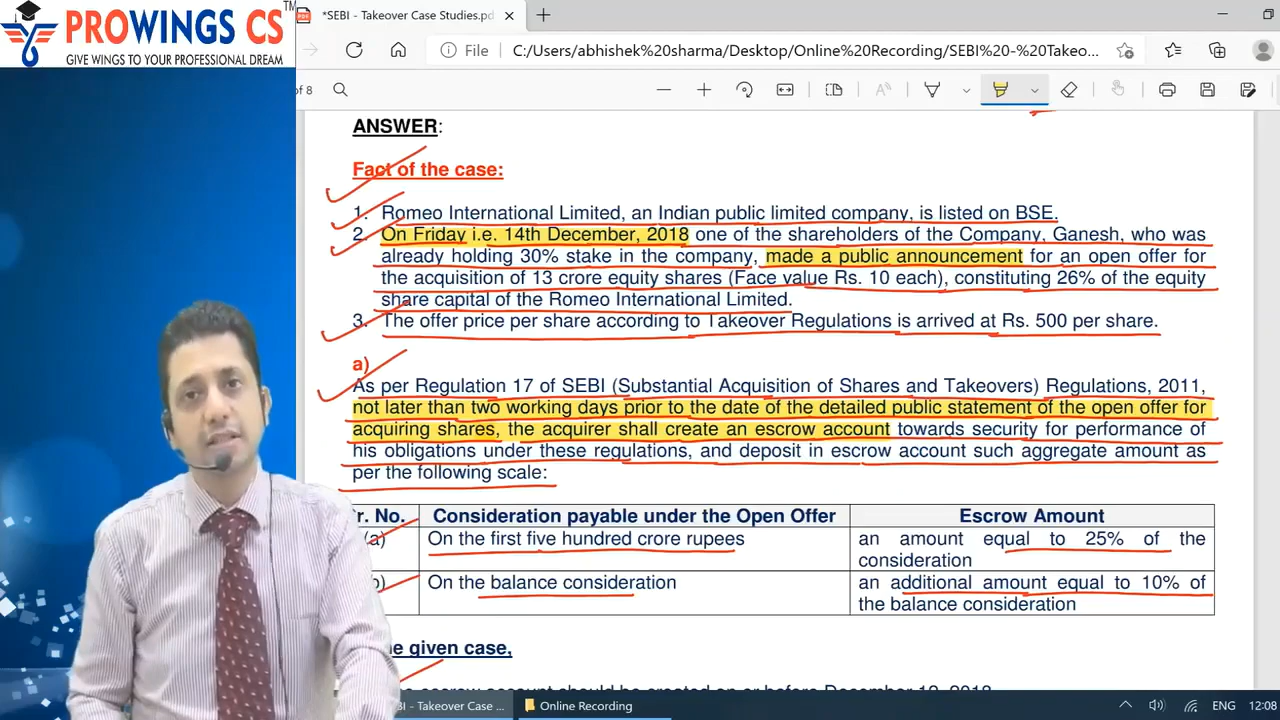 PROWINGS CS
TM
GIVE WINGS TO YOUR PROFESSIONAL DREAM
*SEBI - Takeover Case Studies.pd
File
C:/Users/abhishek%20sharma/Desktop/Online%20Recording/SEBI%20-%20Takeo...
of 8
ANSWER:
Fact of the case:
1. Romeo International Limited, an Indian public limited company, is listed on BSE.
2. On Friday i.e. 14th December, 2018 one of the shareholders of the Company, Ganesh, who was
already holding 30% stake in the company, made a public announcement for an open offer for
the acquisition of 13 crore equity shares (Face value Rs. 10 each), constituting 26% of the equity
share capital of the Romeo International Limited.
3. The offer price per share according to Takeover Regulations is arrived at Rs. 500 per share.
a)
As per Regulation 17 of SEBI (Substantial Acquisition of Shares and Takeovers) Regulations, 2011,
not later than two working days prior to the date of the detailed public statement of the open offer for
acquiring shares, the acquirer shall create an escrow account towards security for performance of
his obligations under these regulations, and deposit in escrow account such aggregate amount as
per the following scale:
r. No. Consideration payable under the Open Offer Escrow Amount
(a) On the first five hundred crore rupees an amount equal to 25% of the
consideration
) On the balance consideration an additional amount equal to 10% of
the balance consideration
e given case,
escrow account should be created on or before December
BI - Takeover Case ...
Online Recording
ENG
12:08